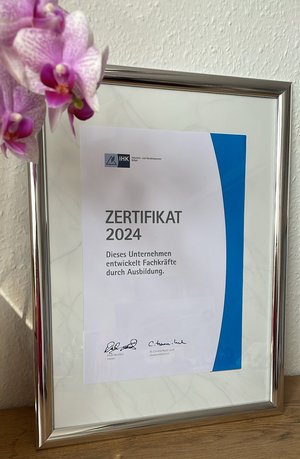 IHK
ZERTIFIKAT
2024
Dieses Unternehmen
entwickelt Fachkräfte
durch Ausbildung.